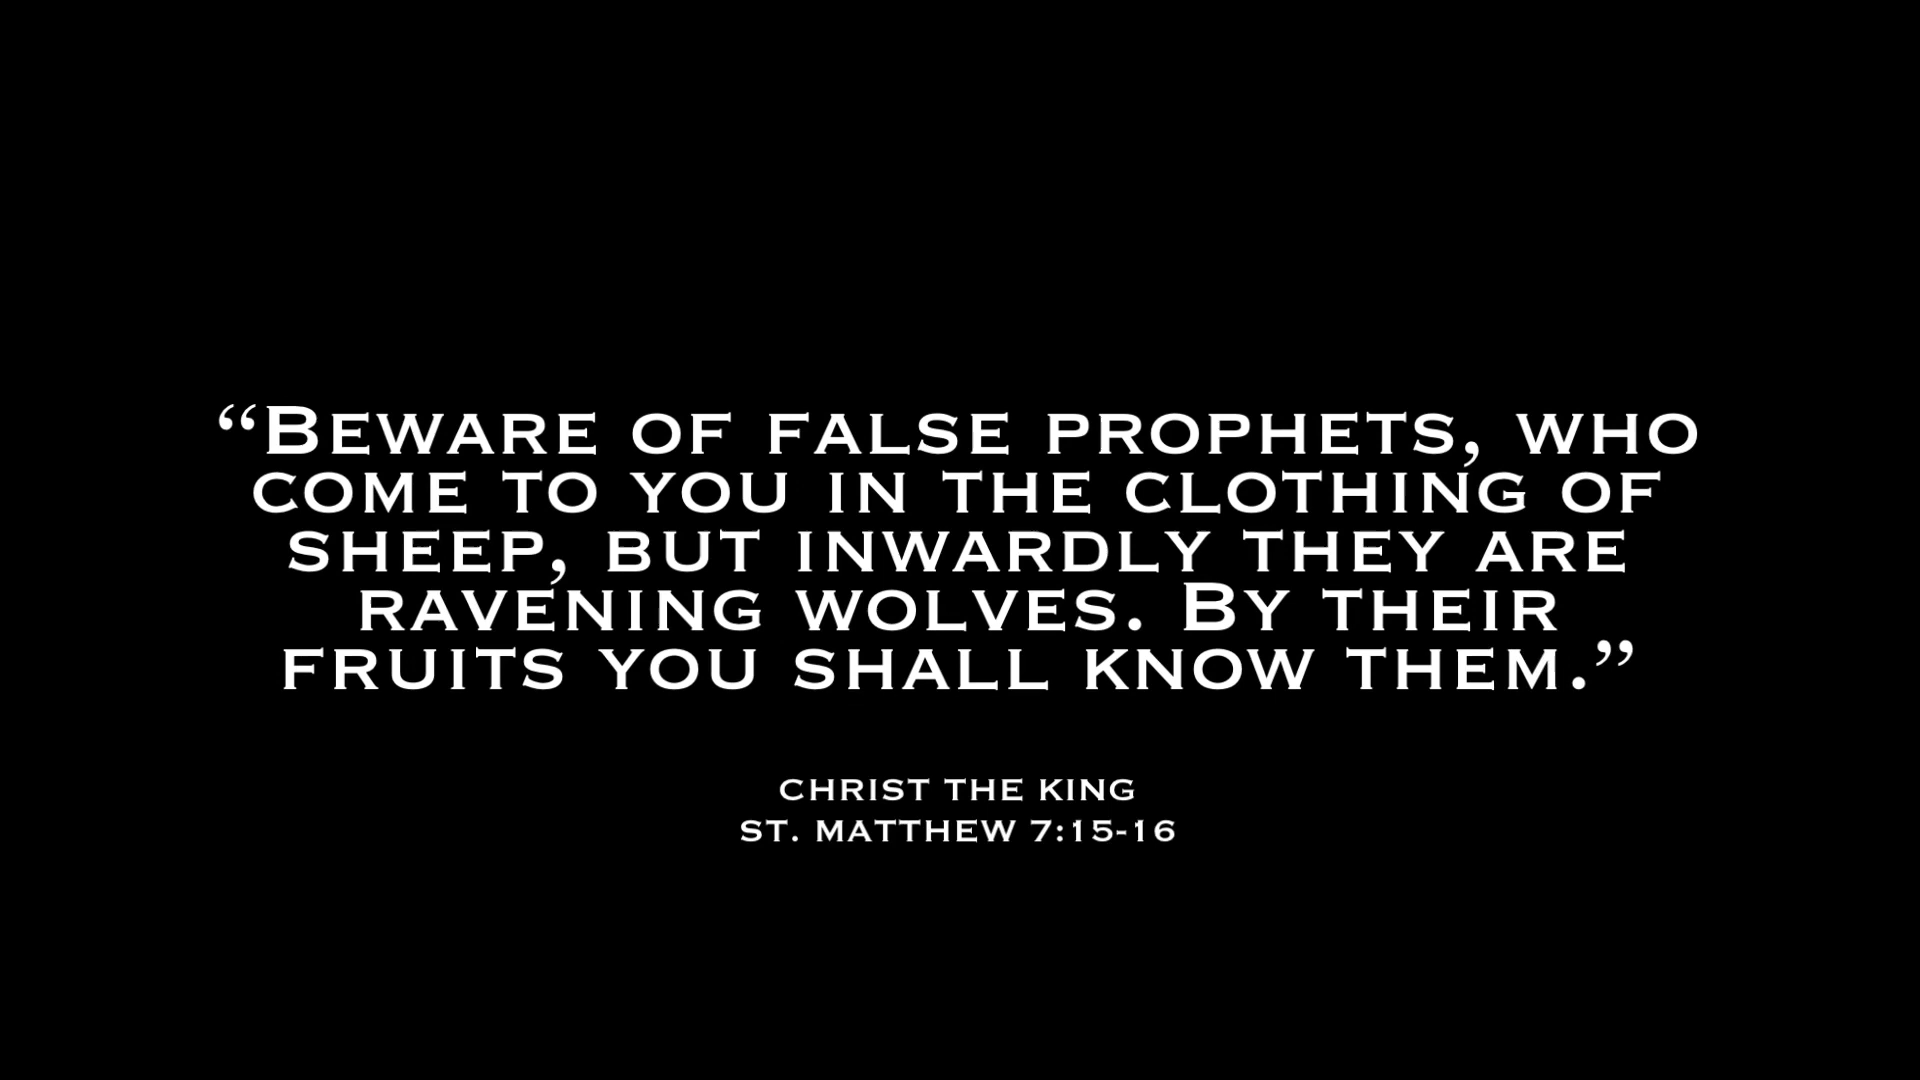 “Beware of false prophets, who
come to you in the clothing of
sheep, but inwardly they are
ravening wolves. By their
fruits you shall know them.”
CHRIST THE KING
ST. MATTHEW 7:15-16